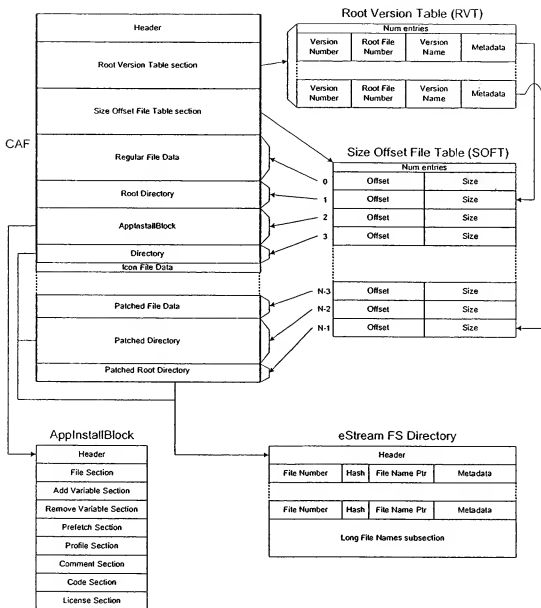 Root Version Table (RVT)
Num entries
Version Number Root File Number Version Name Metadata
Version Number Root File Number Version Name Metadata
CAF
Header
Root Version Table section
Size Offset File Table section
Regular File Data
Root Directory
AppInstallBlock
Directory
Icon File Data
Patched File Data
Patched Directory
Patched Root Directory
Size Offset File Table (SOFT)
Num entries
0 Offset Size
1 Offset Size
2 Offset Size
3 Offset Size
N-3 Offset Size
N-2 Offset Size
N-1 Offset Size
AppInstallBlock
Header
File Section
Add Variable Section
Remove Variable Section
Prefetch Section
Profile Section
Comment Section
Code Section
License Section
eStream FS Directory
Header
File Number Hash File Name Ptr Metadata
File Number Hash File Name Ptr Metadata
Long File Names subsection